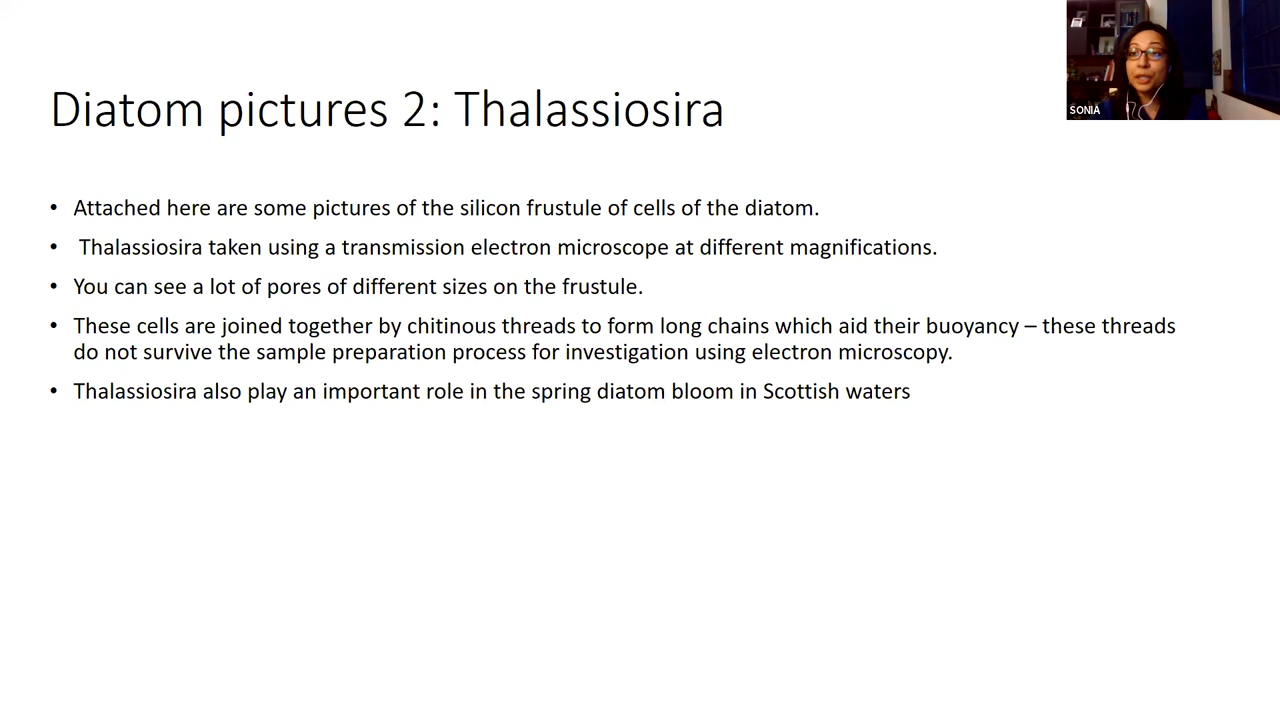 SONIA
Diatom pictures 2: Thalassiosira
• Attached here are some pictures of the silicon frustule of cells of the diatom.
• Thalassiosira taken using a transmission electron microscope at different magnifications.
• You can see a lot of pores of different sizes on the frustule.
• These cells are joined together by chitinous threads to form long chains which aid their buoyancy – these threads
do not survive the sample preparation process for investigation using electron microscopy.
• Thalassiosira also play an important role in the spring diatom bloom in Scottish waters